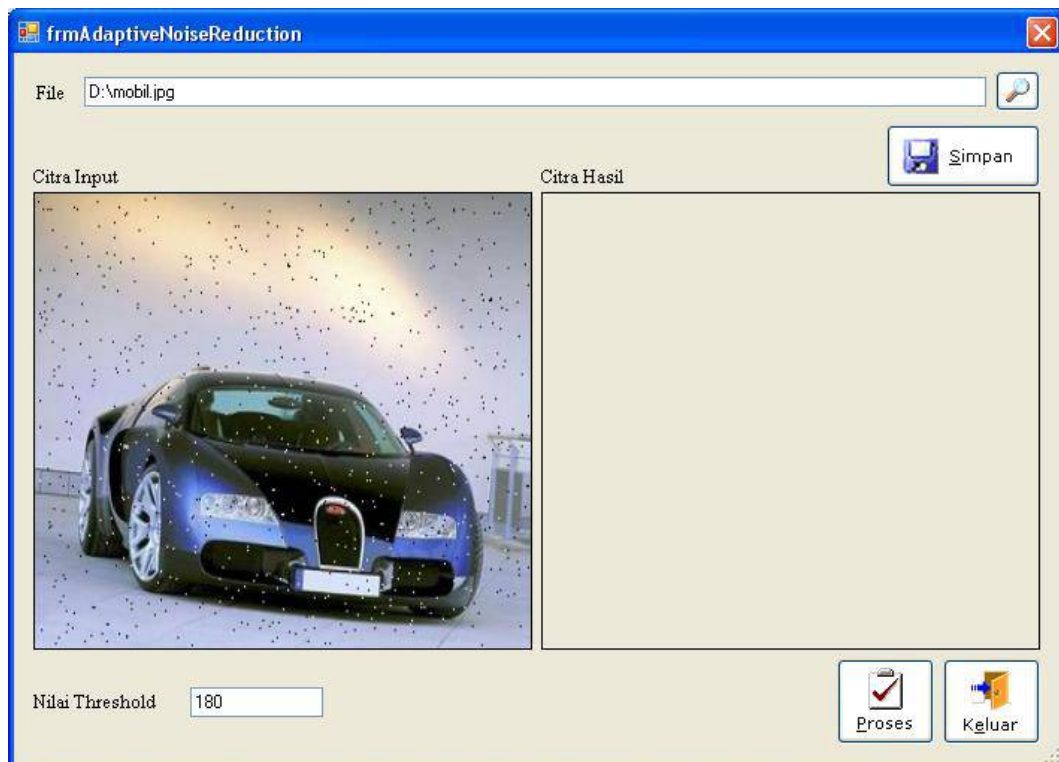 frmAdaptiveNoiseReduction
File D:\mobil.jpg
Simpan
Citra Input Citra Hasil
Nilai Threshold 180
Proses Keluar